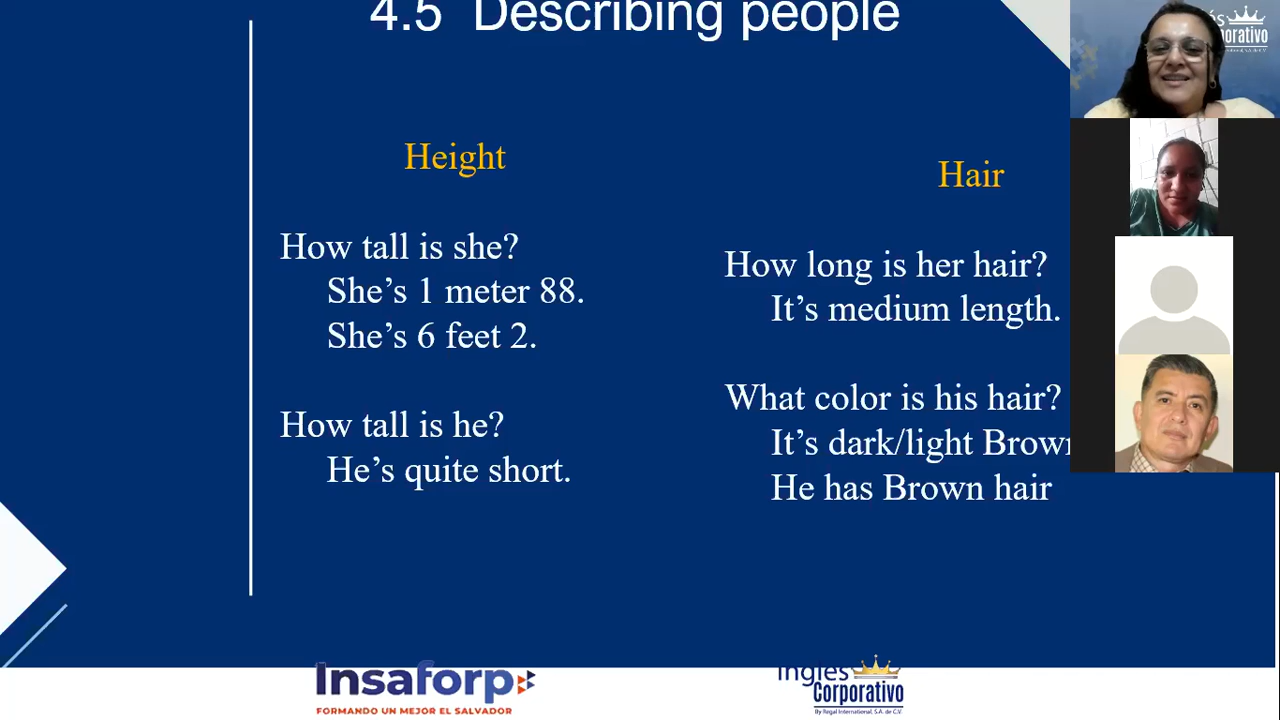 4.5 Describing people
Height
How tall is she?
She's 1 meter 88.
She's 6 feet 2.
How tall is he?
He's quite short.
Hair
How long is her hair?
It's medium length.
What color is his hair?
It's dark/light Brown
He has Brown hair
Insaforp
FORMANDO UN MEJOR EL SALVADOR
Inglés
Corporativo
By Regal International, S.A. de C.V.